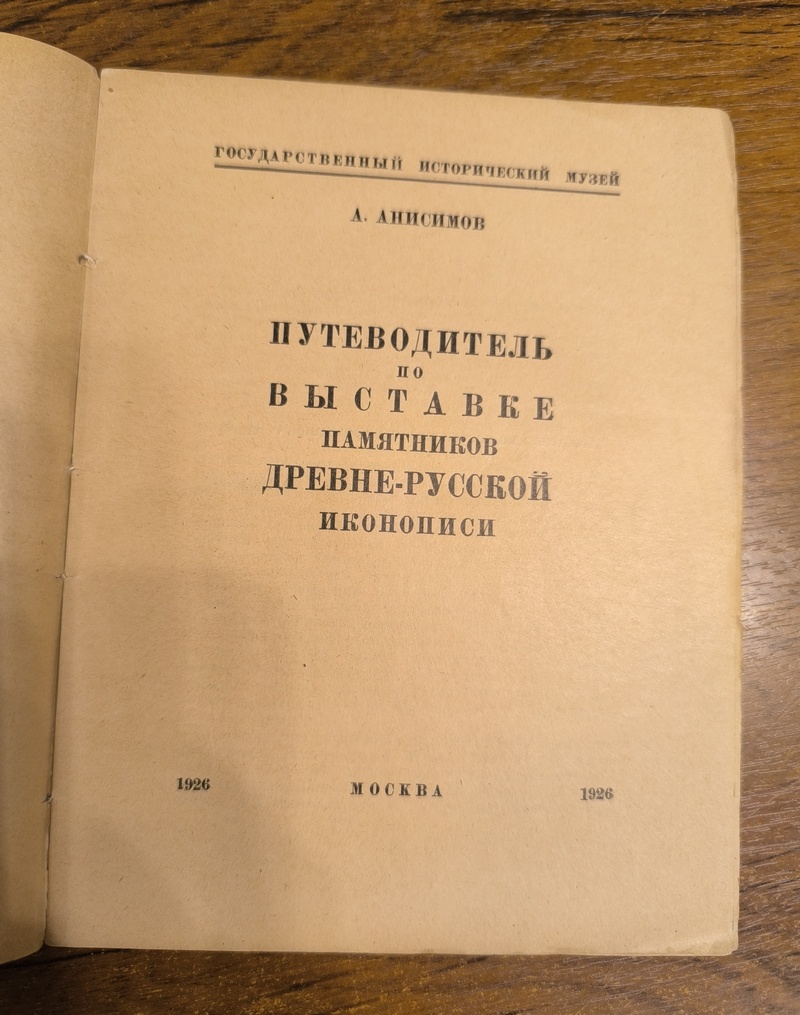 ГОСУДАРСТВЕННЫЙ ИСТОРИЧЕСКИЙ МУЗЕЙ
А. АНИСИМОВ
ПУТЕВОДИТЕЛЬ
ПО
ВЫСТАВКЕ
ПАМЯТНИКОВ
ДРЕВНЕ-РУССКОЙ
ИКОНОПИСИ
1926 МОСКВА 1926